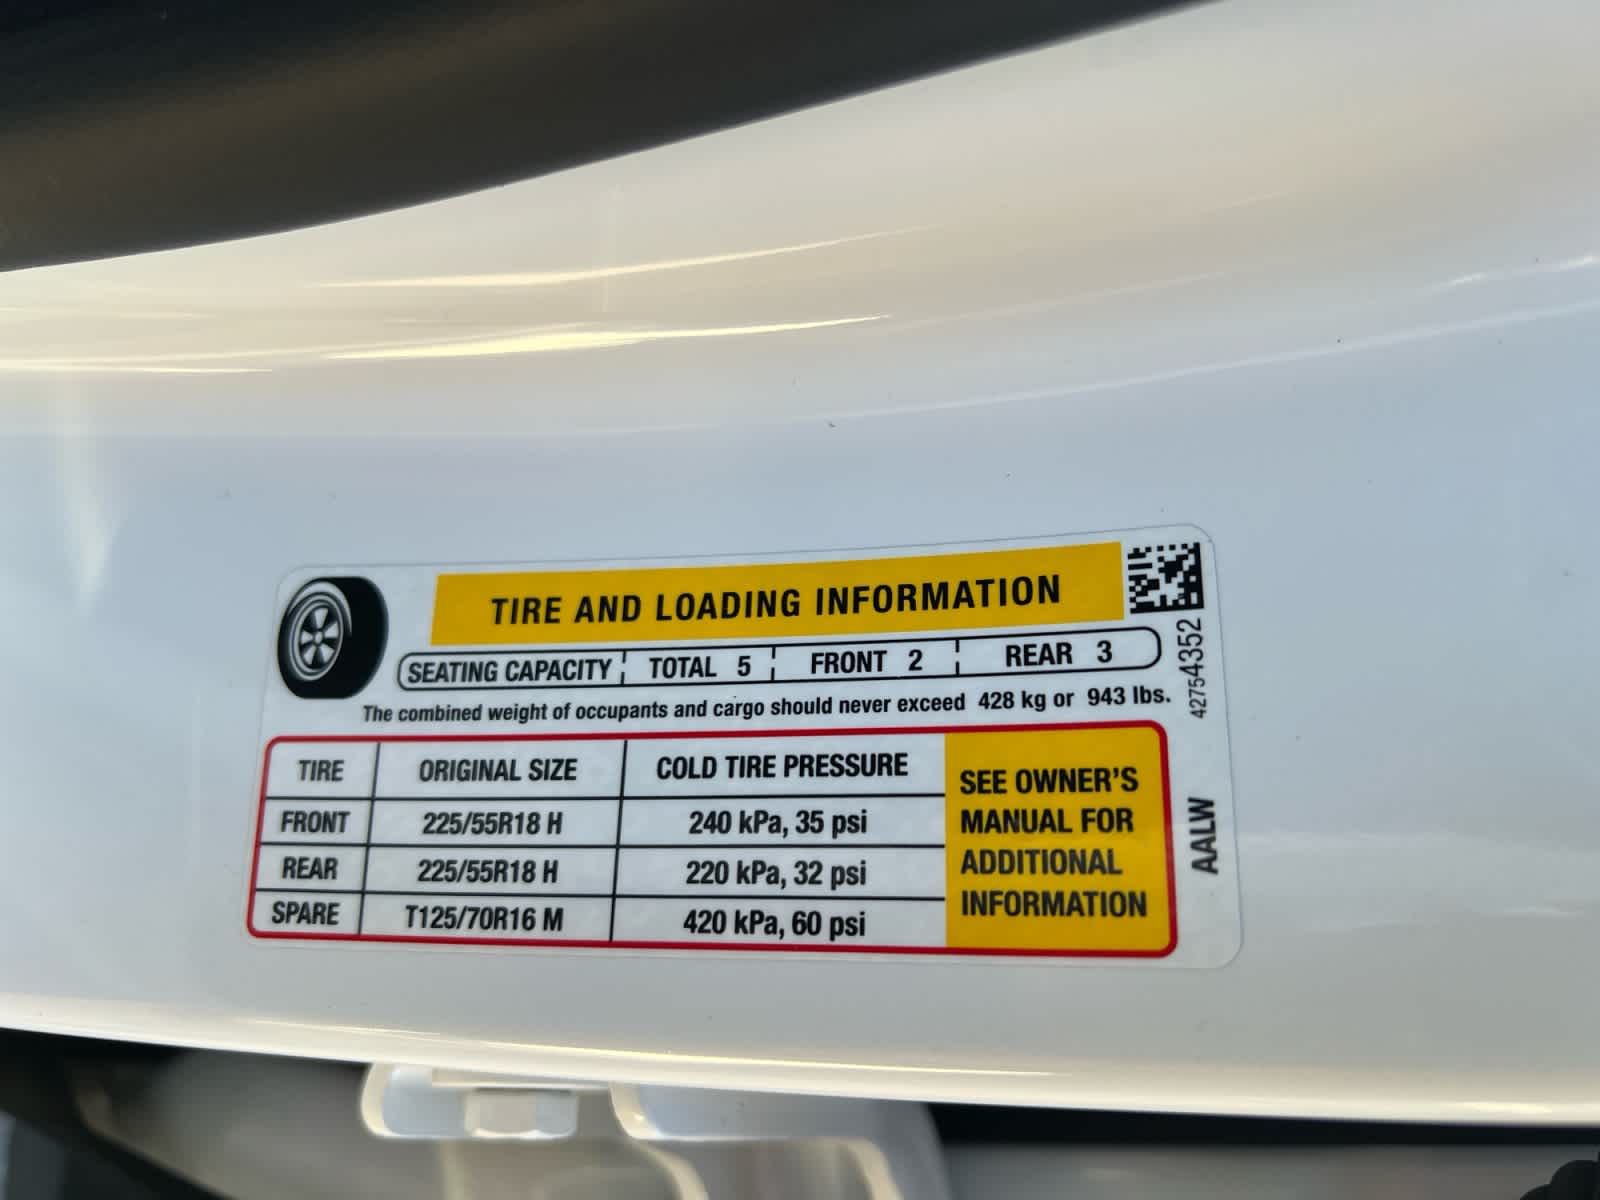 TIRE AND LOADING INFORMATION
SEATING CAPACITY TOTAL 5 FRONT 2 REAR 3
The combined weight of occupants and cargo should never exceed 428 kg or 943 lbs.
TIRE ORIGINAL SIZE COLD TIRE PRESSURE
FRONT 225/55R18 H 240 kPa, 35 psi
REAR 225/55R18 H 220 kPa, 32 psi
SPARE T125/70R16 M 420 kPa, 60 psi
SEE OWNER'S
MANUAL FOR
ADDITIONAL
INFORMATION
42754352
AALW